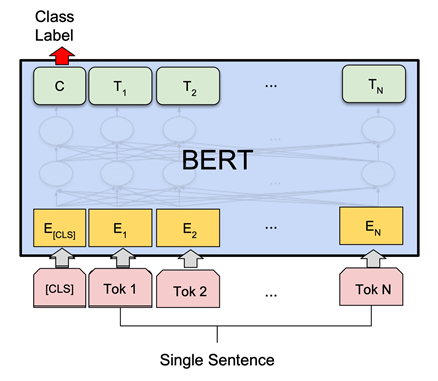 Class
Label
C T1 T2 ... TN
...
BERT
...
E[CLS] E1 E2 ... EN
[CLS] Tok 1 Tok 2 ... Tok N
Single Sentence